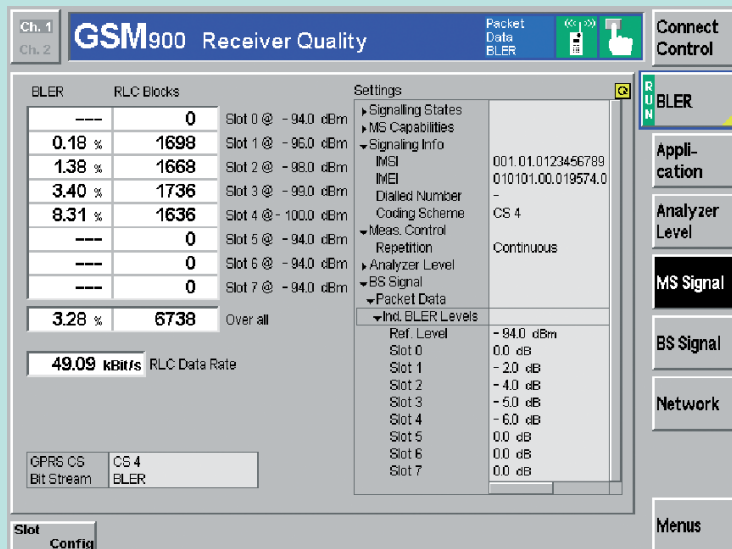 Ch. 1
Ch. 2
GSM900 Receiver Quality
Packet
Data
BLER
Connect
Control
BLER RLC Blocks
--- 0 Slot 0 @ - 94.0 dBm
0.18 % 1698 Slot 1 @ - 96.0 dBm
1.38 % 1668 Slot 2 @ - 98.0 dBm
3.40 % 1736 Slot 3 @ - 99.0 dBm
8.31 % 1636 Slot 4 @ - 100.0 dBm
--- 0 Slot 5 @ - 94.0 dBm
--- 0 Slot 6 @ - 94.0 dBm
--- 0 Slot 7 @ - 94.0 dBm
3.28 % 6738 Over all
49.09 kBit/s RLC Data Rate
GPRS CS CS 4
Bit Stream BLER
Settings
Signalling States
MS Capabilities
Signaling Info
IMSI 001.01.0123456789
IMEI 010101.00.019574.0
Dialled Number -
Coding Scheme CS 4
Meas. Control
Repetition Continuous
Analyzer Level
BS Signal
Packet Data
Ind. BLER Levels
Ref. Level - 94.0 dBm
Slot 0 0.0 dB
Slot 1 - 2.0 dB
Slot 2 - 4.0 dB
Slot 3 - 5.0 dB
Slot 4 - 6.0 dB
Slot 5 0.0 dB
Slot 6 0.0 dB
Slot 7 0.0 dB
RUN
BLER
Appli-
cation
Analyzer
Level
MS Signal
BS Signal
Network
Menus
Slot
Config